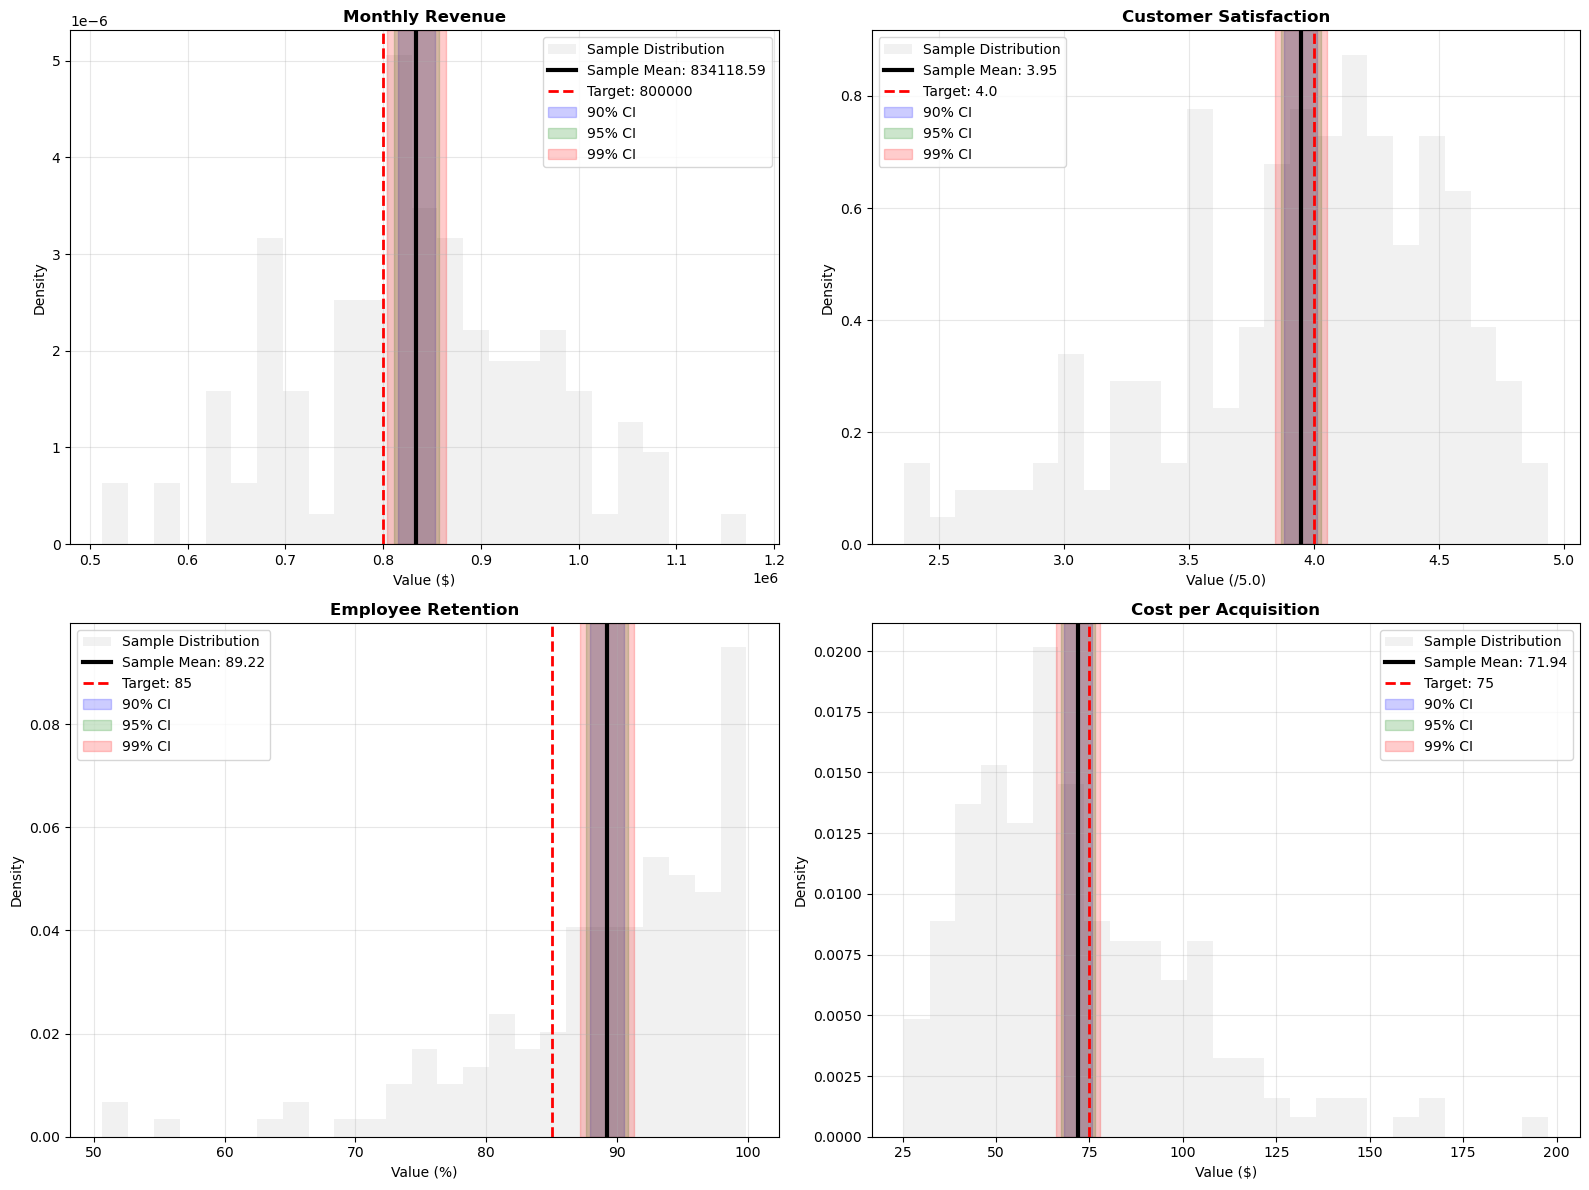 Monthly Revenue
1e−6
Sample Distribution
Sample Mean: 834118.59
Target: 800000
90% CI
95% CI
99% CI
Density
5
4
3
2
1
0
0.5 0.6 0.7 0.8 0.9 1.0 1.1 1.2
1e6
Value ($)
Customer Satisfaction
Sample Distribution
Sample Mean: 3.95
Target: 4.0
90% CI
95% CI
99% CI
Density
0.8
0.6
0.4
0.2
0.0
2.5 3.0 3.5 4.0 4.5 5.0
Value (/5.0)
Employee Retention
Sample Distribution
Sample Mean: 89.22
Target: 85
90% CI
95% CI
99% CI
Density
0.08
0.06
0.04
0.02
0.00
50 60 70 80 90 100
Value (%)
Cost per Acquisition
Sample Distribution
Sample Mean: 71.94
Target: 75
90% CI
95% CI
99% CI
Density
0.0200
0.0175
0.0150
0.0125
0.0100
0.0075
0.0050
0.0025
0.0000
25 50 75 100 125 150 175 200
Value ($)